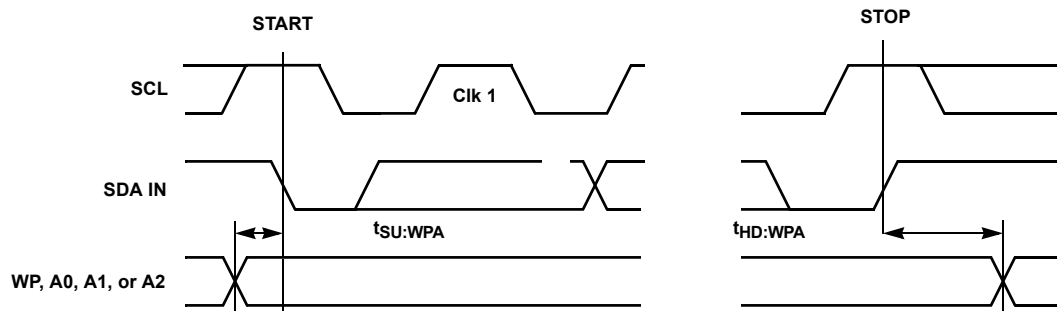 START
STOP
SCL
Clk 1
SDA IN
tSU:WPA
tHD:WPA
WP, A0, A1, or A2